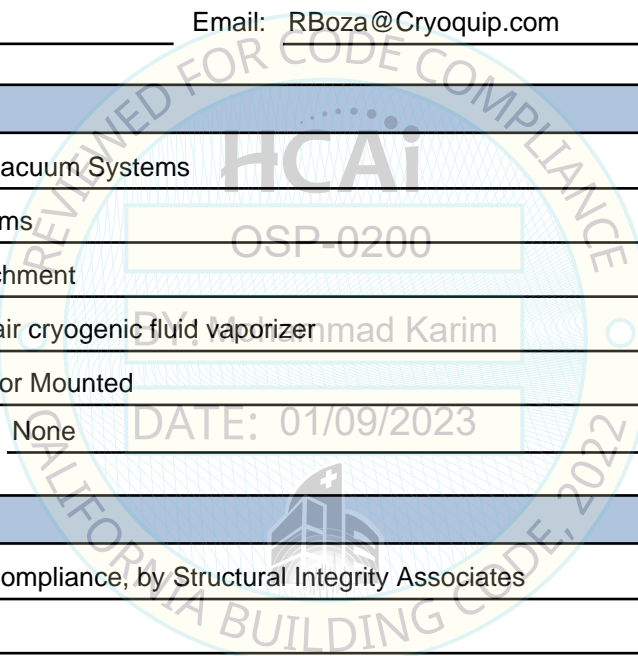 Email: RBoza@Cryoquip.com
REVIEWED FOR CODE COMPLIANCE
HCAi
acuum Systems
OSP-0200
ms
chment
air cryogenic fluid vaporizer
BY: Mohammad Karim
or Mounted
None
DATE: 01/09/2023
ompliance, by Structural Integrity Associates
CALIFORNIA BUILDING CODE, 2022